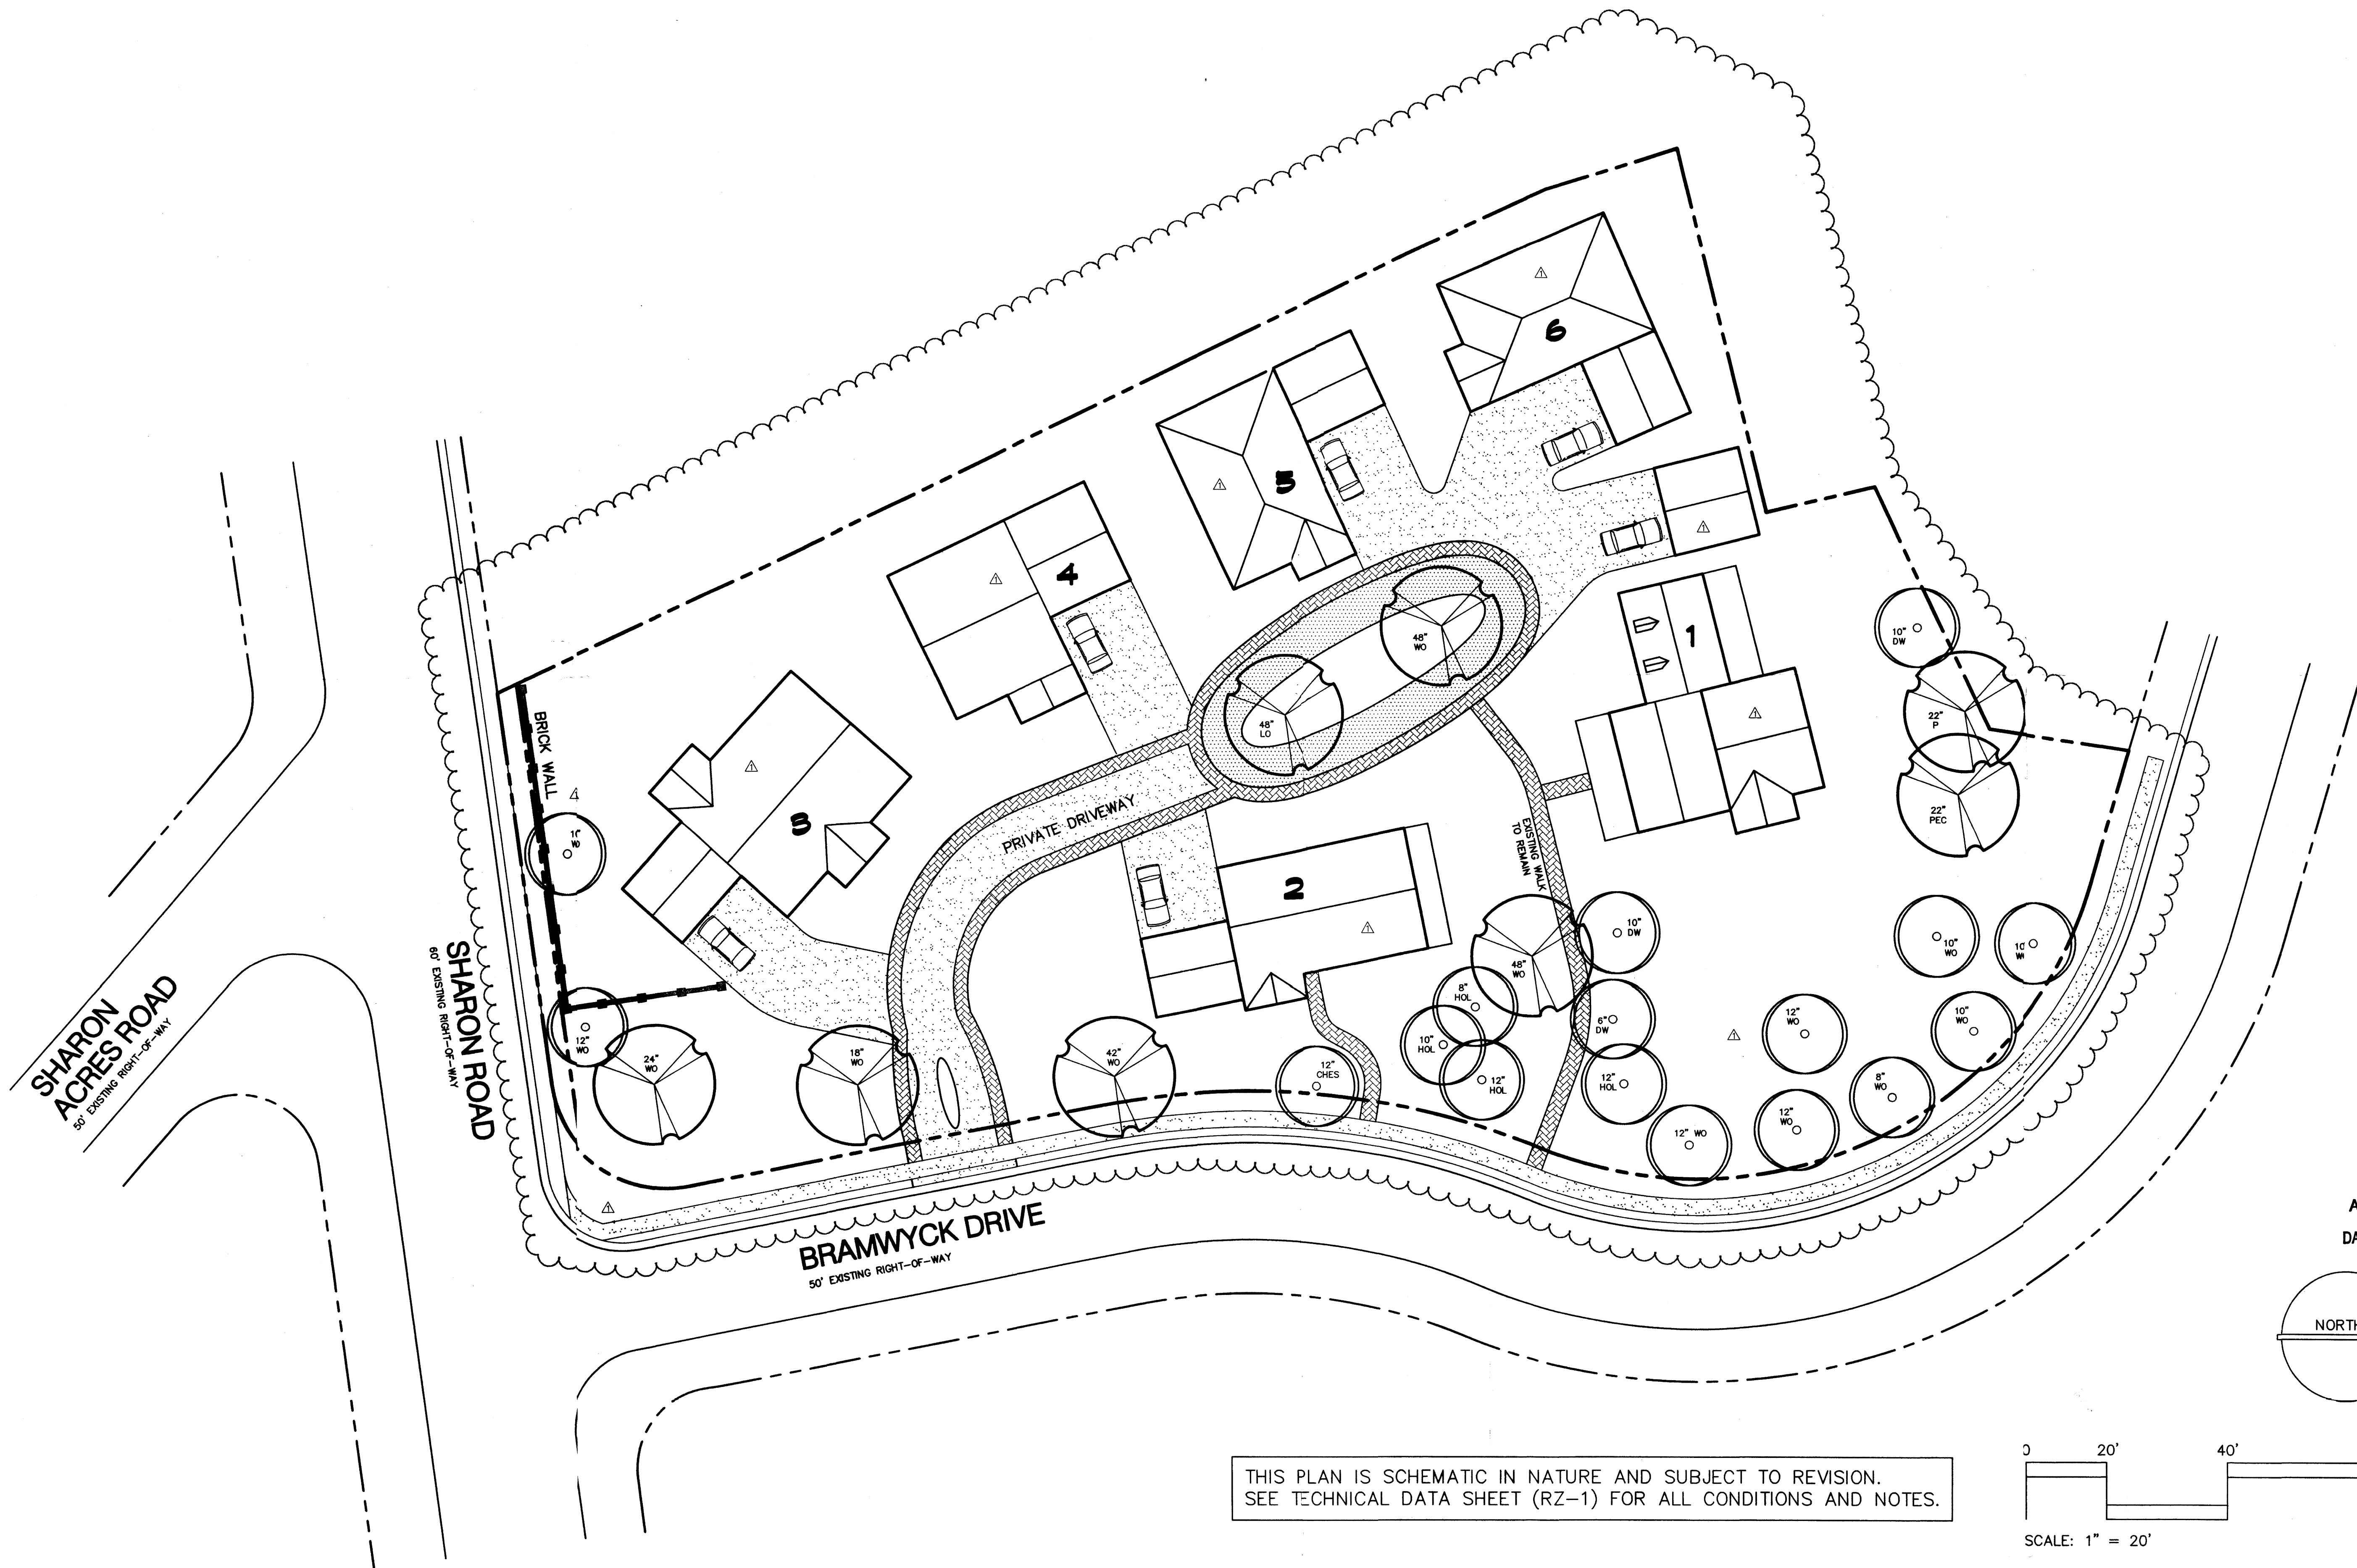 6
5
4
1
3
2
BRICK WALL
48"
WO
48"
LO
10"
DW
22"
P
22"
PEC
PRIVATE DRIVEWAY
EXISTING WALK
TO REMAIN
10"
DW
48"
WO
10"
WO
8"
HOL
10"
HOL
12"
HOL
6"
DW
12"
HOL
12"
WO
10"
WO
8"
WO
12"
WO
12" WO
12"
WO
24"
WO
18"
WO
42"
WO
12"
CHES
SHARON
ACRES ROAD
50' EXISTING RIGHT-OF-WAY
SHARON ROAD
60' EXISTING RIGHT-OF-WAY
BRAMWYCK DRIVE
50' EXISTING RIGHT-OF-WAY
NORTH
THIS PLAN IS SCHEMATIC IN NATURE AND SUBJECT TO REVISION.
SEE TECHNICAL DATA SHEET (RZ-1) FOR ALL CONDITIONS AND NOTES.
0 20' 40'
SCALE: 1" = 20'